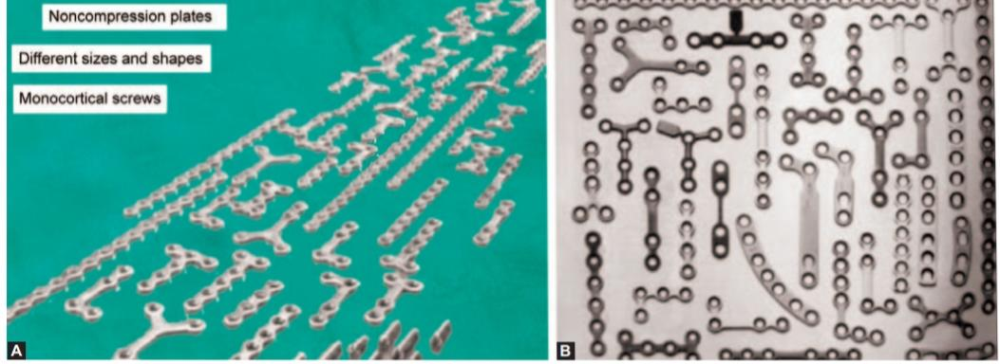 Noncompression plates
Different sizes and shapes
Monocortical screws
A
B